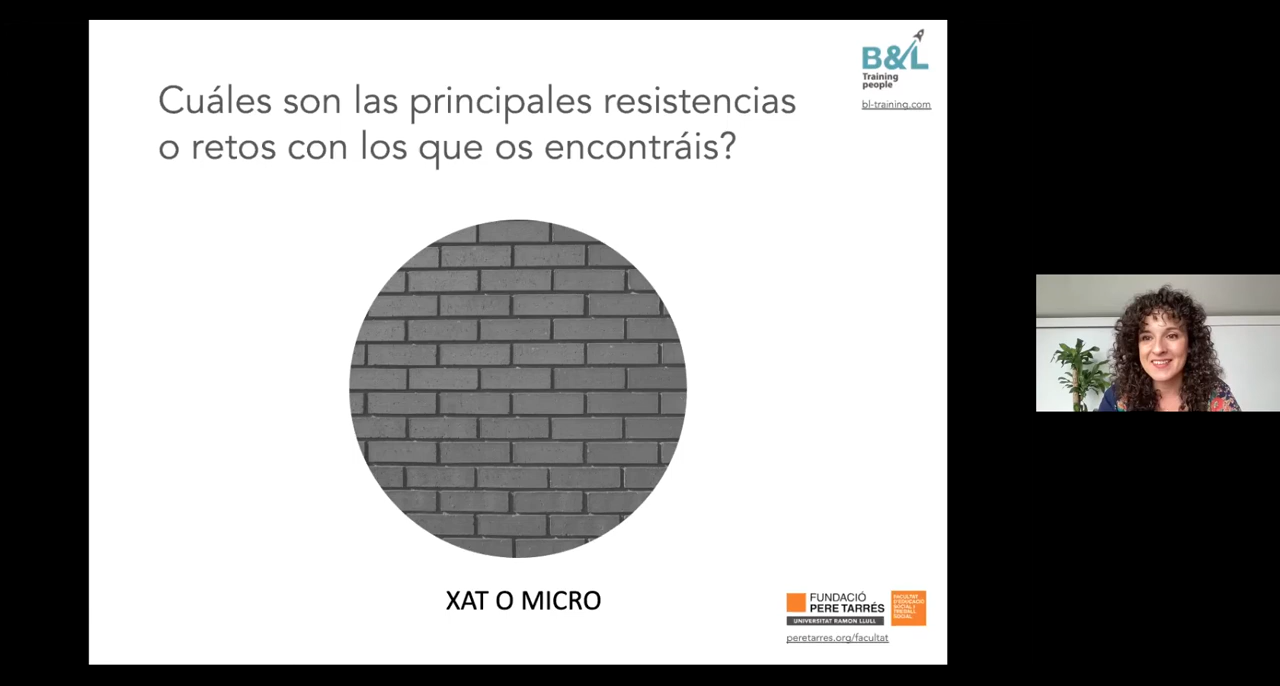 B&L
Training
people
bl-training.com
Cuáles son las principales resistencias
o retos con los que os encontráis?
XAT O MICRO
FUNDACIÓ
PERE TARRÉS
UNIVERSITAT RAMON LLULL
FACULTAT
D'EDUCACIÓ
SOCIAL I
TREBALL
SOCIAL
peretarres.org/facultat